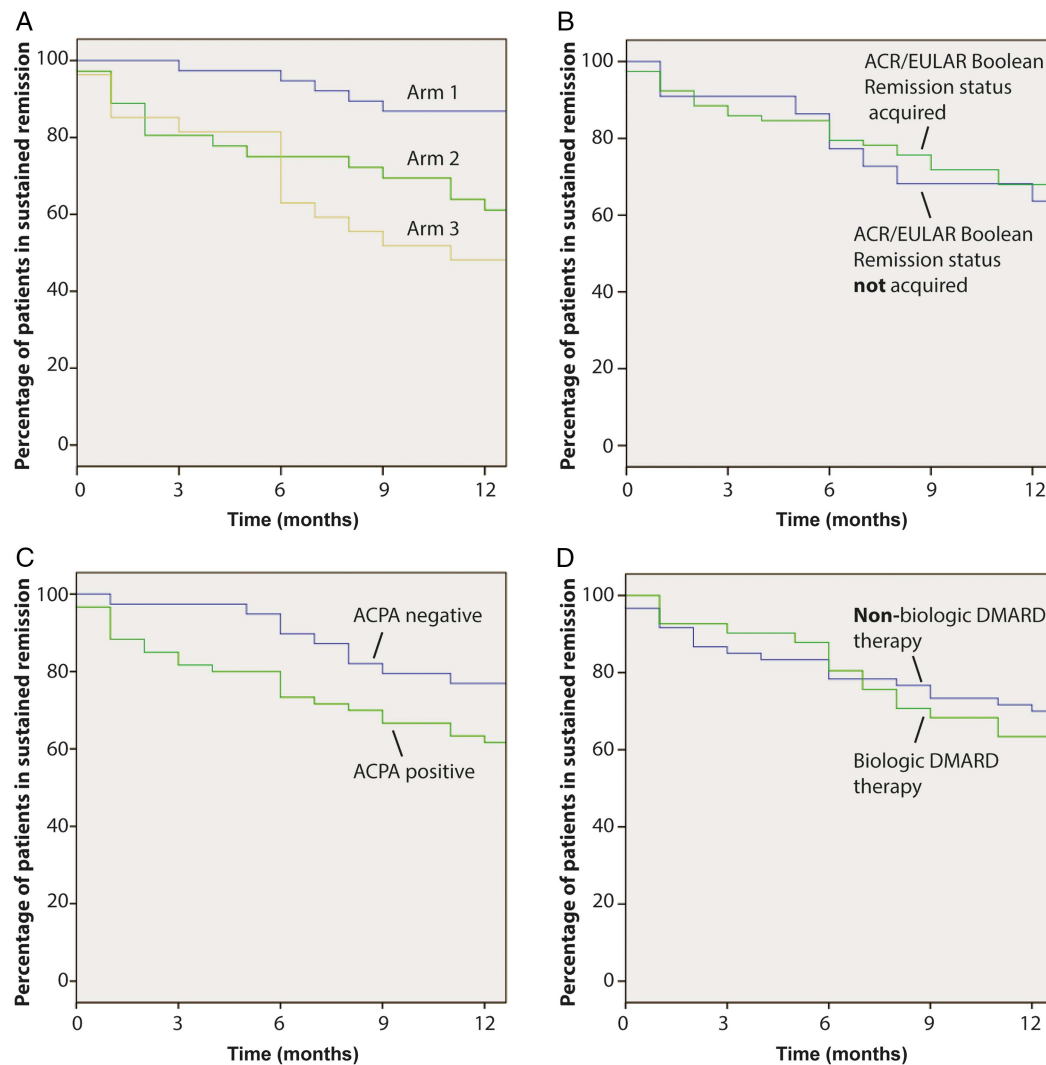 A
Percentage of patients in sustained remission
100
80
60
40
20
0
Arm 1
Arm 2
Arm 3
0 3 6 9 12
Time (months)
B
Percentage of patients in sustained remission
100
80
60
40
20
0
ACR/EULAR Boolean
Remission status
acquired
ACR/EULAR Boolean
Remission status
not acquired
0 3 6 9 12
Time (months)
C
Percentage of patients in sustained remission
100
80
60
40
20
0
ACPA negative
ACPA positive
0 3 6 9 12
Time (months)
D
Percentage of patients in sustained remission
100
80
60
40
20
0
Non-biologic DMARD
therapy
Biologic DMARD
therapy
0 3 6 9 12
Time (months)